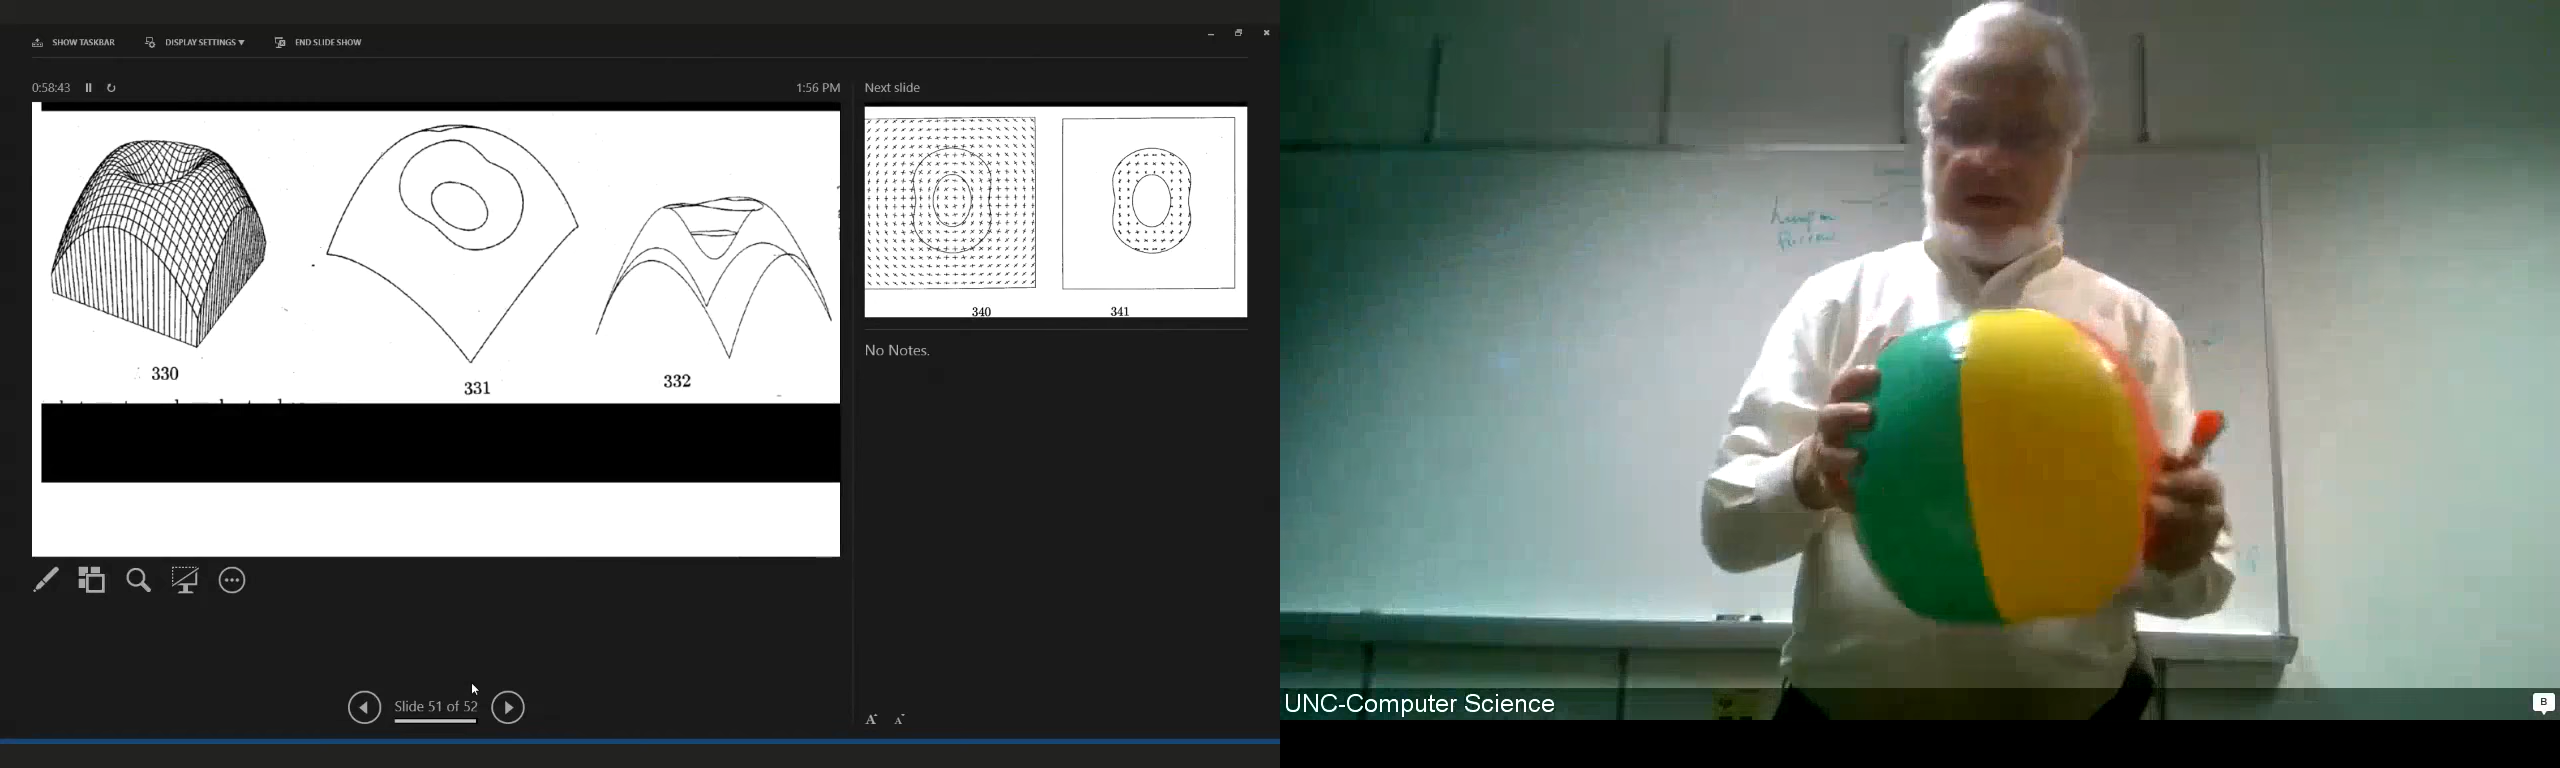 SHOW TASKBAR
DISPLAY SETTINGS ▼
END SLIDE SHOW
0:58:43
1:56 PM
Next slide
330
331
332
340
341
No Notes.
Slide 51 of 52
A
A
UNC-Computer Science
B